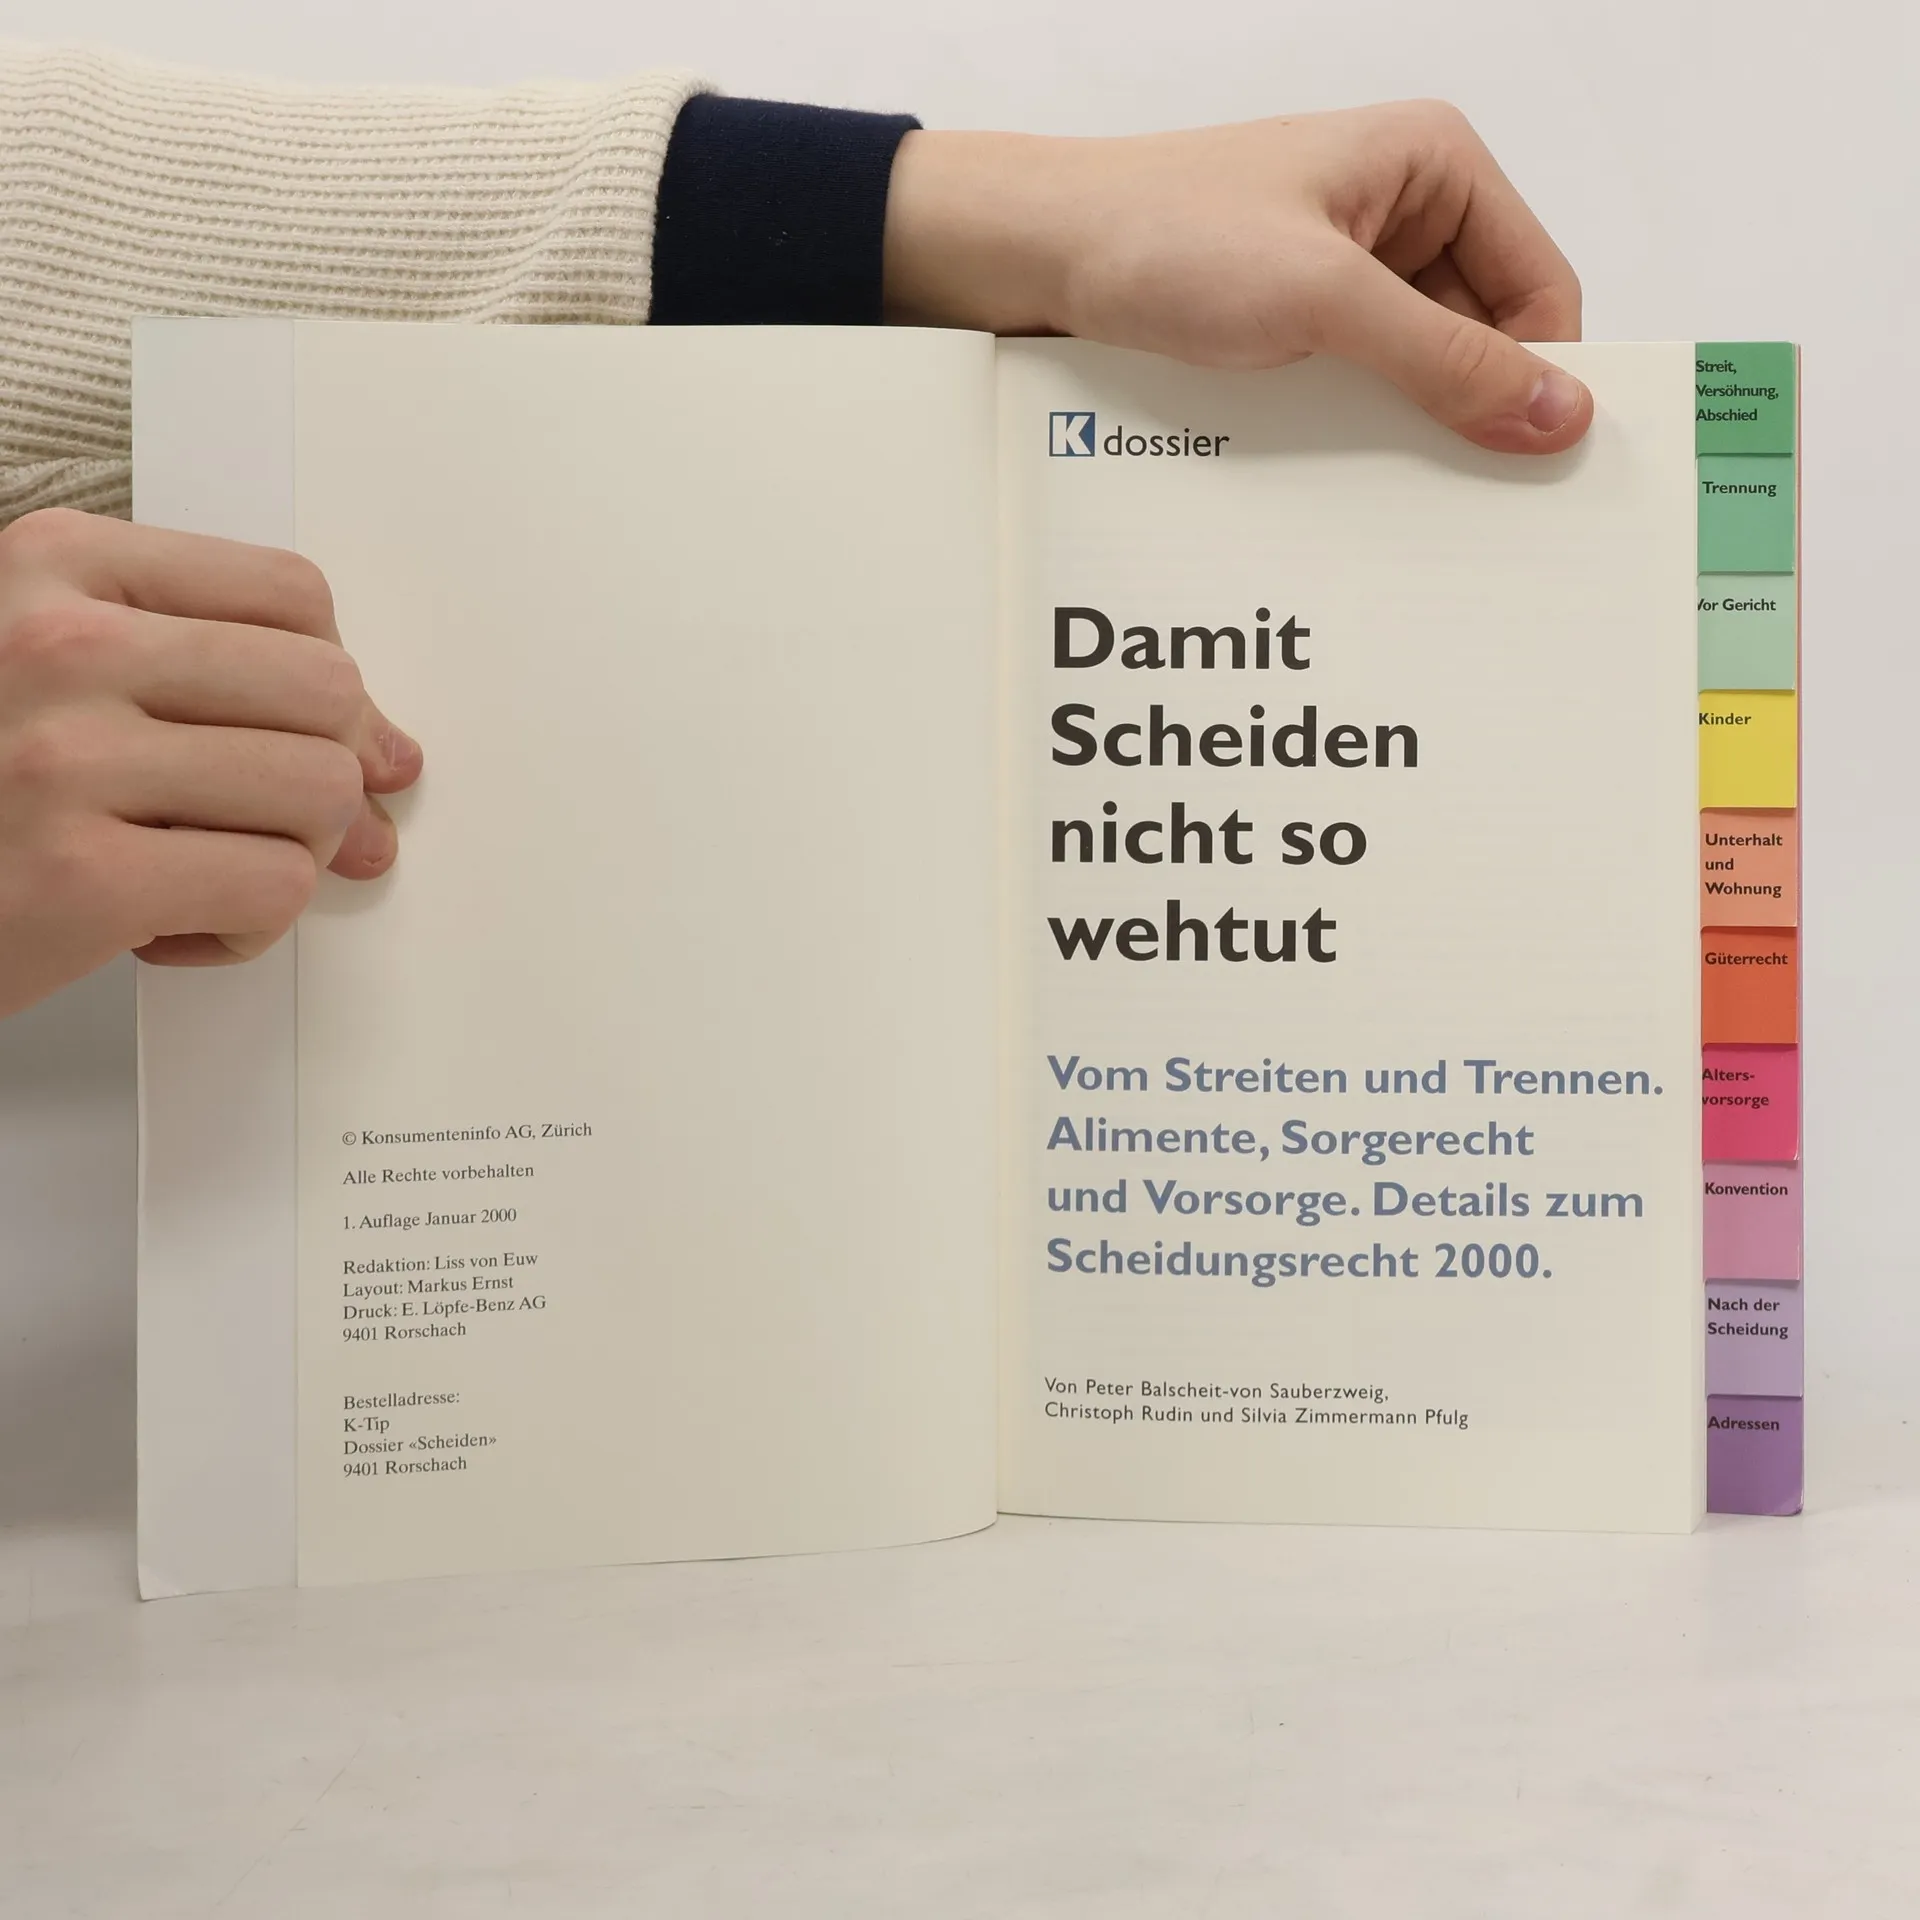 © Konsumenteninfo AG, Zürich
Alle Rechte vorbehalten
1. Auflage Januar 2000
Redaktion: Liss von Euw
Layout: Markus Ernst
Druck: E. Löpfe-Benz AG
9401 Rorschach
Bestelladresse:
K-Tip
Dossier «Scheiden»
9401 Rorschach
K dossier
Damit
Scheiden
nicht so
wehtut
Vom Streiten und Trennen.
Alimente, Sorgerecht
und Vorsorge. Details zum
Scheidungsrecht 2000.
Von Peter Balscheit-von Sauberzweig,
Christoph Rudin und Silvia Zimmermann Pfulg
Streit,
Versöhnung,
Abschied
Trennung
Vor Gericht
Kinder
Unterhalt
und
Wohnung
Güterrecht
Alters-
vorsorge
Konvention
Nach der
Scheidung
Adressen